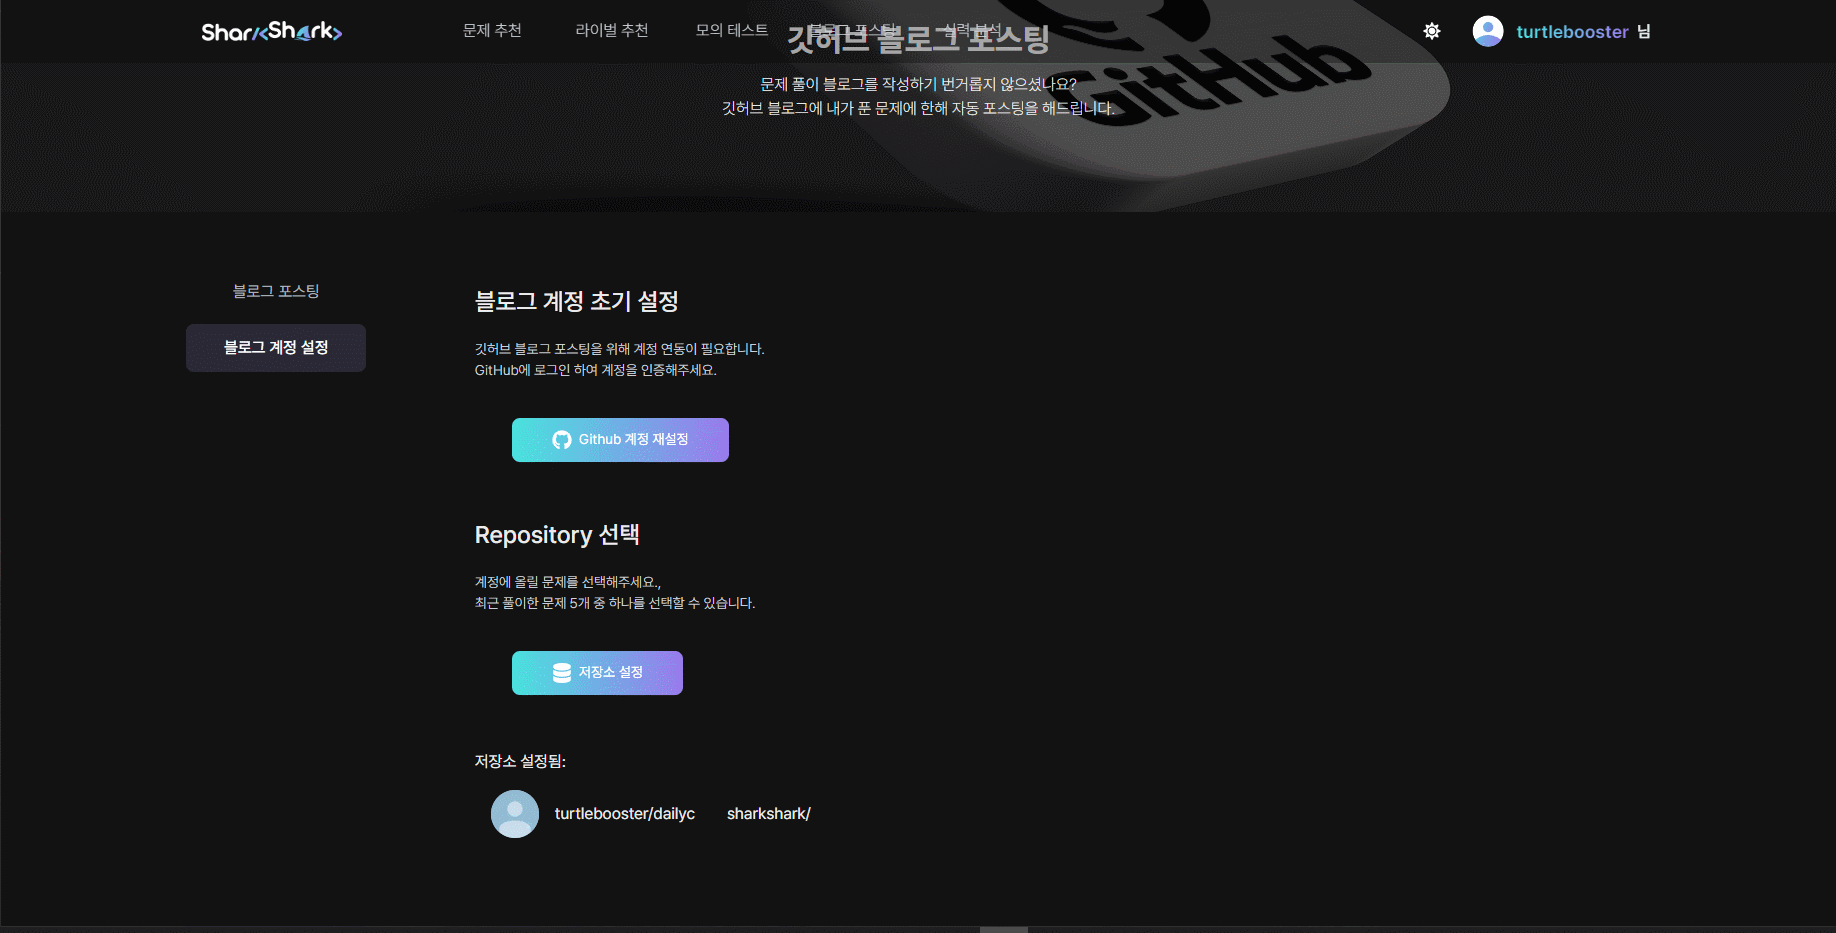 SharkShark
문제 추천
라이벌 추천
모의 테스트
블로그 포스팅
실력 분석
turtlebooster 님
깃허브 블로그 포스팅
GitHub
문제 풀이 블로그를 작성하기 번거롭지 않으셨나요?
깃허브 블로그에 내가 푼 문제에 한해 자동 포스팅을 해드립니다.
블로그 포스팅
블로그 계정 설정
블로그 계정 초기 설정
깃허브 블로그 포스팅을 위해 계정 연동이 필요합니다.
GitHub에 로그인 하여 계정을 인증해주세요.
Github 계정 재설정
Repository 선택
계정에 올릴 문제를 선택해주세요.,
최근 풀이한 문제 5개 중 하나를 선택할 수 있습니다.
저장소 설정
저장소 설정됨:
turtlebooster/dailyc sharkshark/